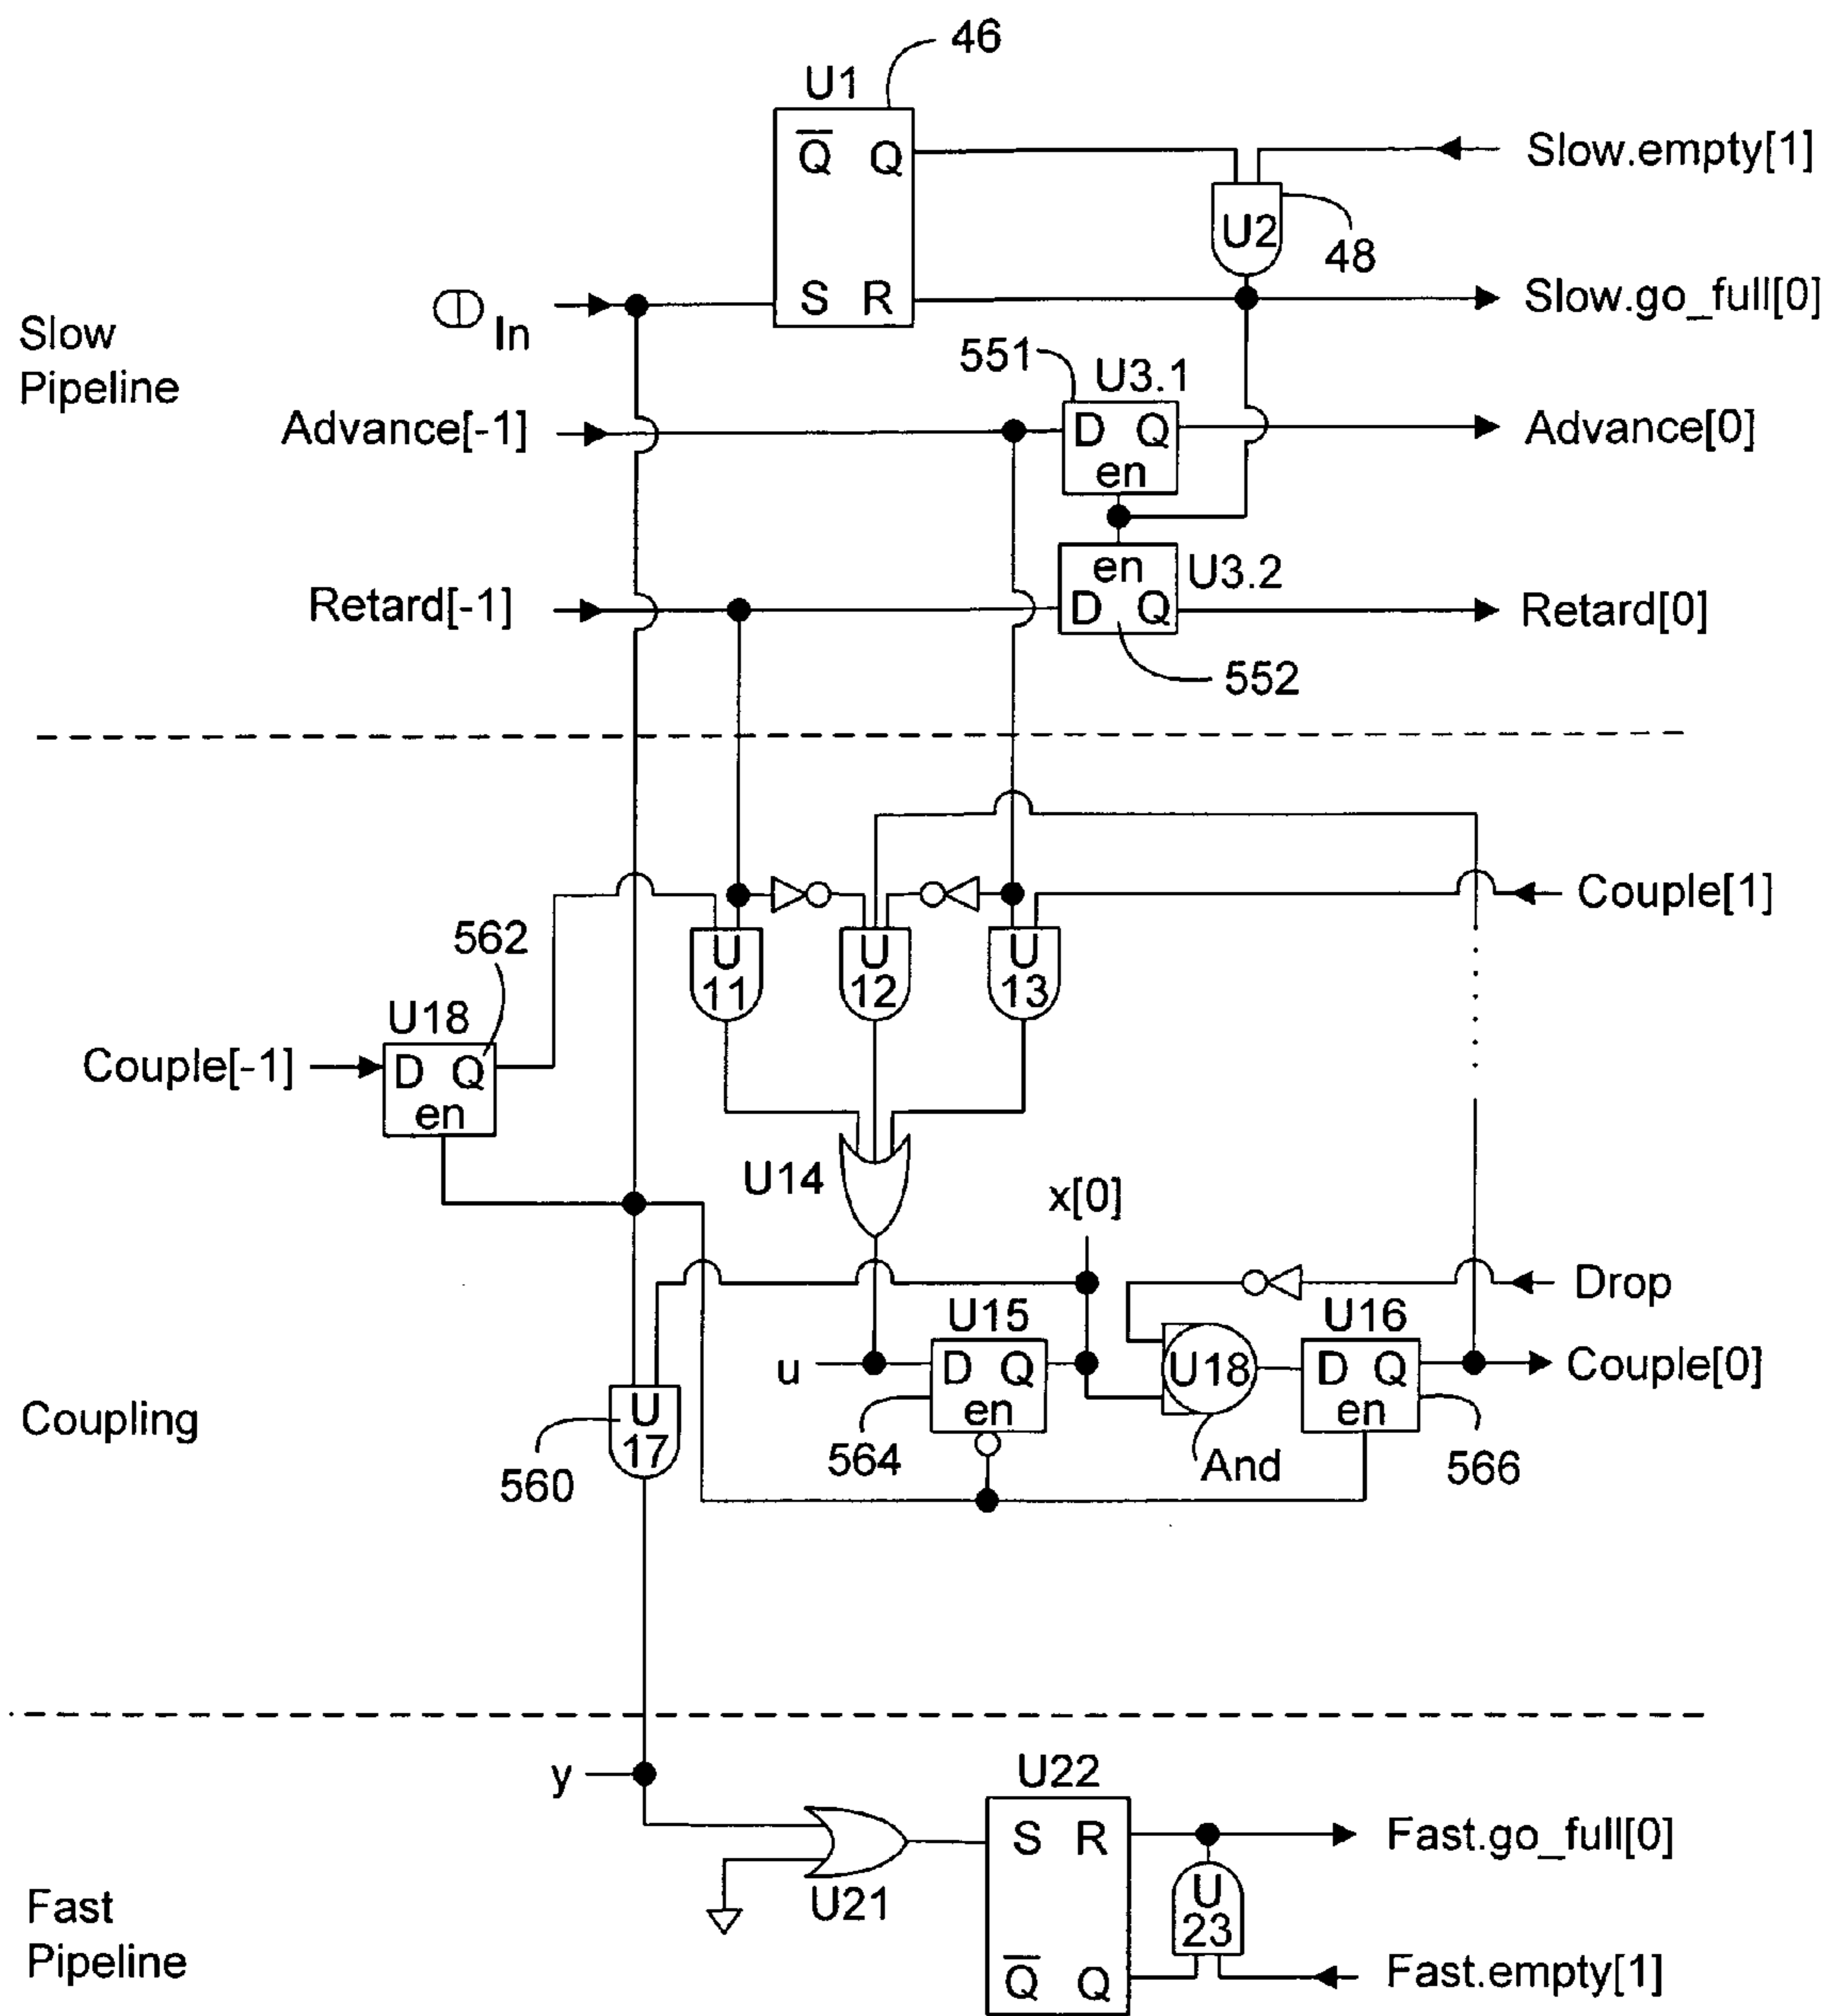 46
U1
Q Q
Slow.empty[1]
U2
48
S R
Slow.go_full[0]
In
Slow
Pipeline
551
U3.1
Advance[-1]
D Q
en
Advance[0]
en
U3.2
Retard[-1]
D Q
Retard[0]
552
Couple[1]
562
U
11
U
12
U
13
U18
Couple[-1]
D Q
en
U14
x[0]
Drop
U15
U16
u
D Q
en
U18
D Q
en
Couple[0]
Coupling
U
17
560
564
And
566
y
U22
S R
Fast.go_full[0]
U21
U
23
Fast
Pipeline
Q Q
Fast.empty[1]